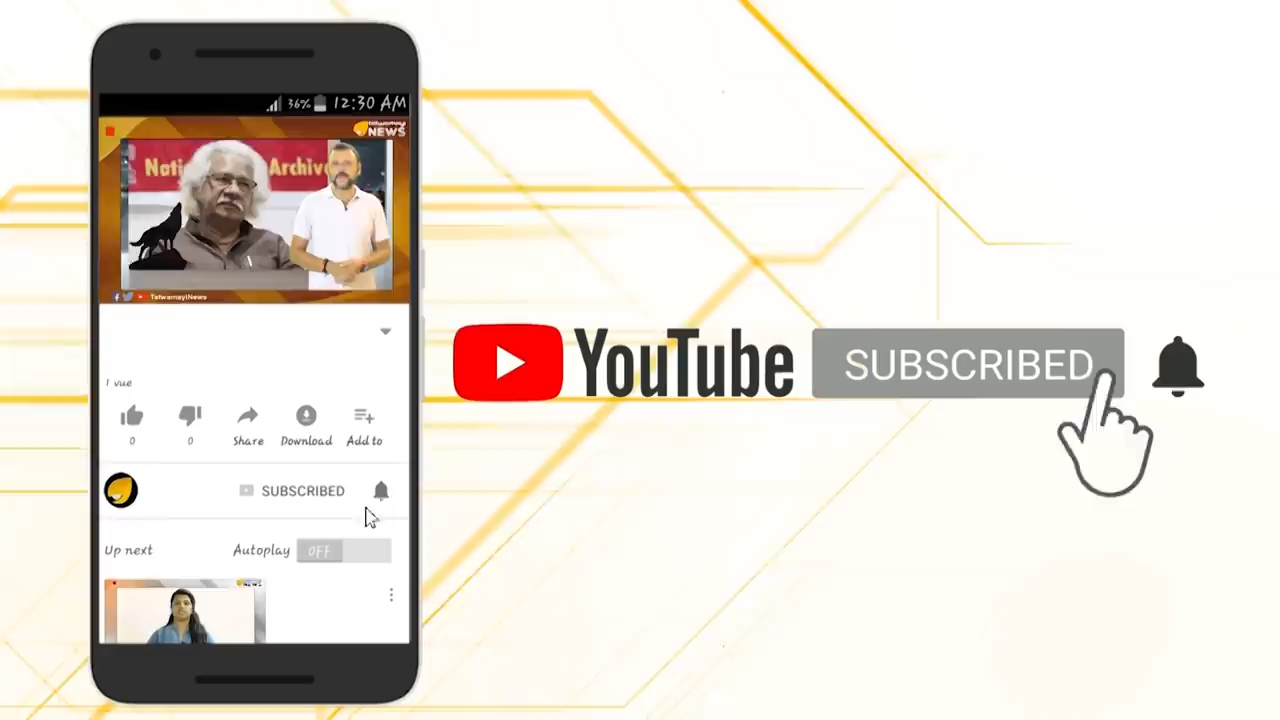 36% 12:30 AM
NEWS
Archiv
TatwamayiNews
1 vue
0 0 Share Download Add to
SUBSCRIBED
Up next Autoplay OFF
YouTube SUBSCRIBED